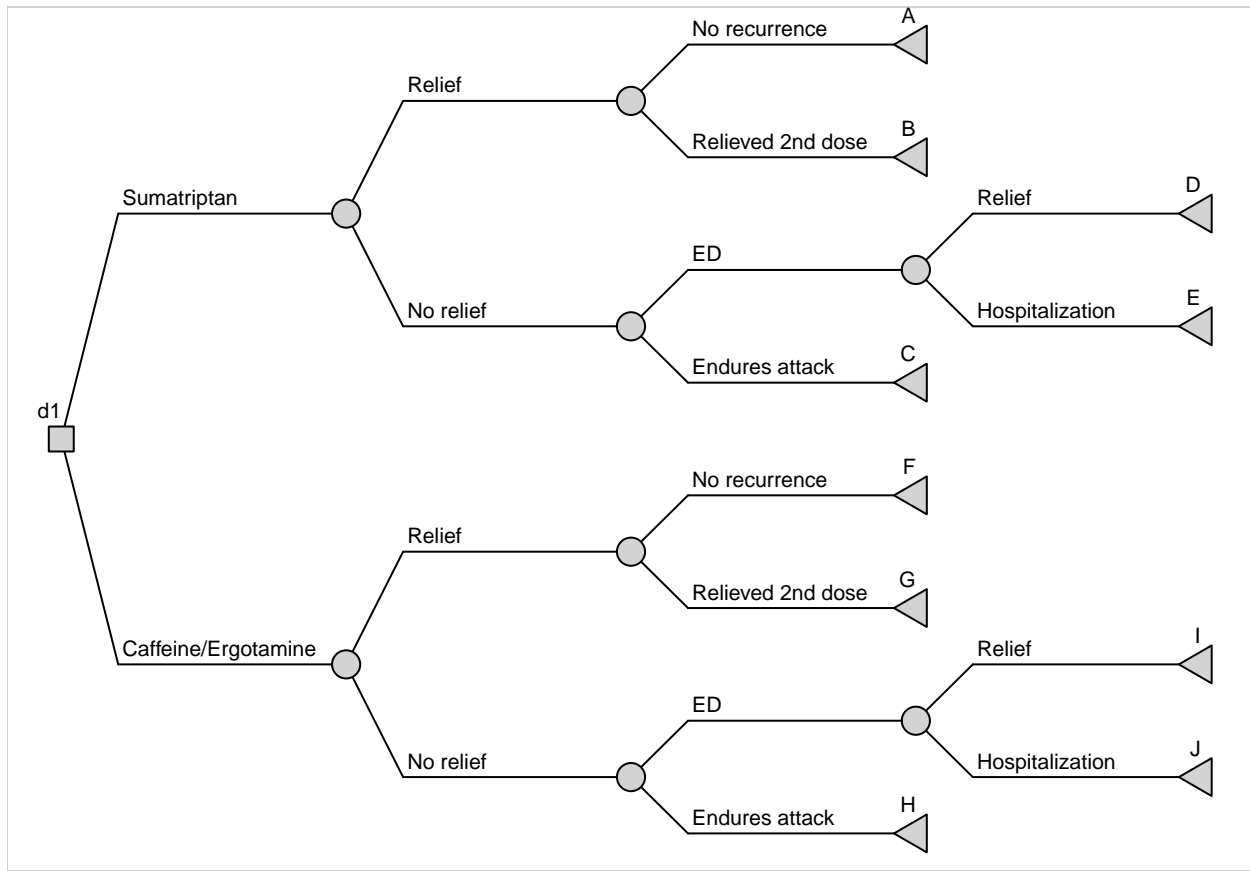 A
No recurrence
Relief
B
Relieved 2nd dose
Sumatriptan
D
Relief
ED
E
No relief
Hospitalization
C
Endures attack
d1
F
No recurrence
Relief
G
Relieved 2nd dose
Caffeine/Ergotamine
I
Relief
ED
J
No relief
Hospitalization
H
Endures attack